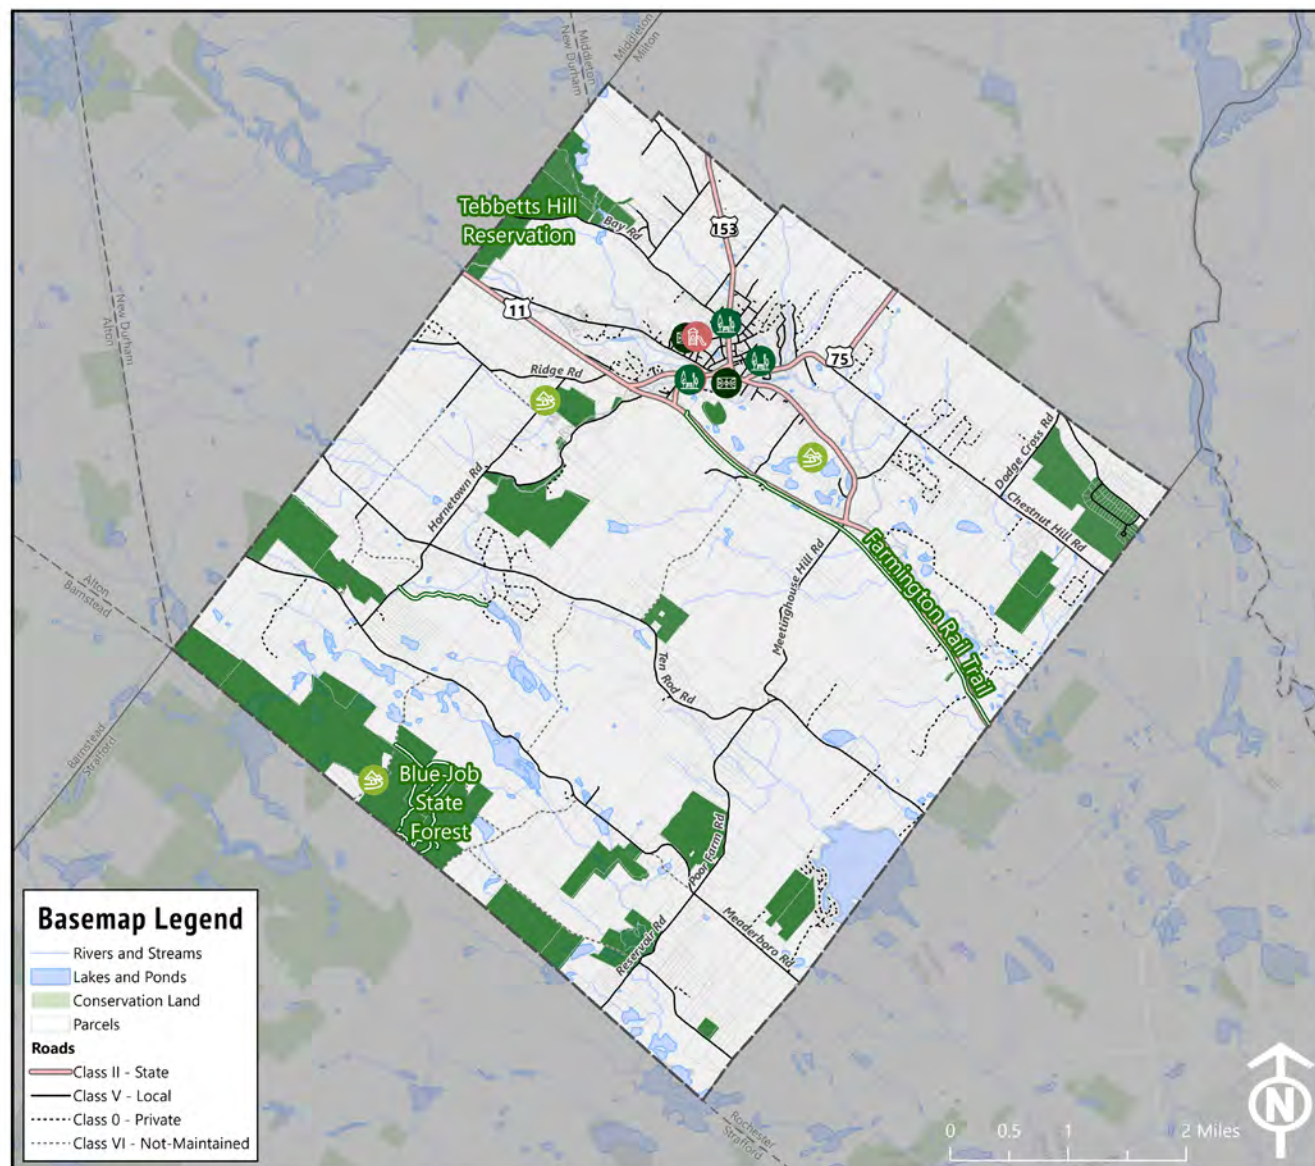 Middleton
New Durham
Middleton
Milton
Tebbetts Hill
Reservation
Bay Rd
153
11
New Durham
Alton
75
Ridge Rd
Dodge Cross Rd
Chestnut Hill Rd
Hornetown Rd
Farmington Rail Trail
Meetinghouse Hill Rd
Alton
Barnstead
Ten Rod Rd
Barnstead
Strafford
Blue-Job
State
Forest
Poor Farm Rd
Meaderboro Rd
Reservoir Rd
Basemap Legend
Rivers and Streams
Lakes and Ponds
Conservation Land
Parcels
Roads
Class II - State
Class V - Local
Class 0 - Private
Class VI - Not-Maintained
Rochester
Strafford
0 0.5 1 2 Miles
N